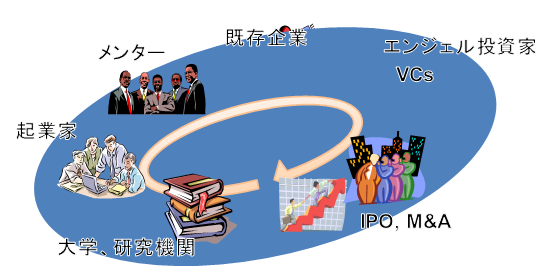 既存企業
エンジェル投資家
VCs
メンター
起業家
IPO, M&A
大学、研究機関